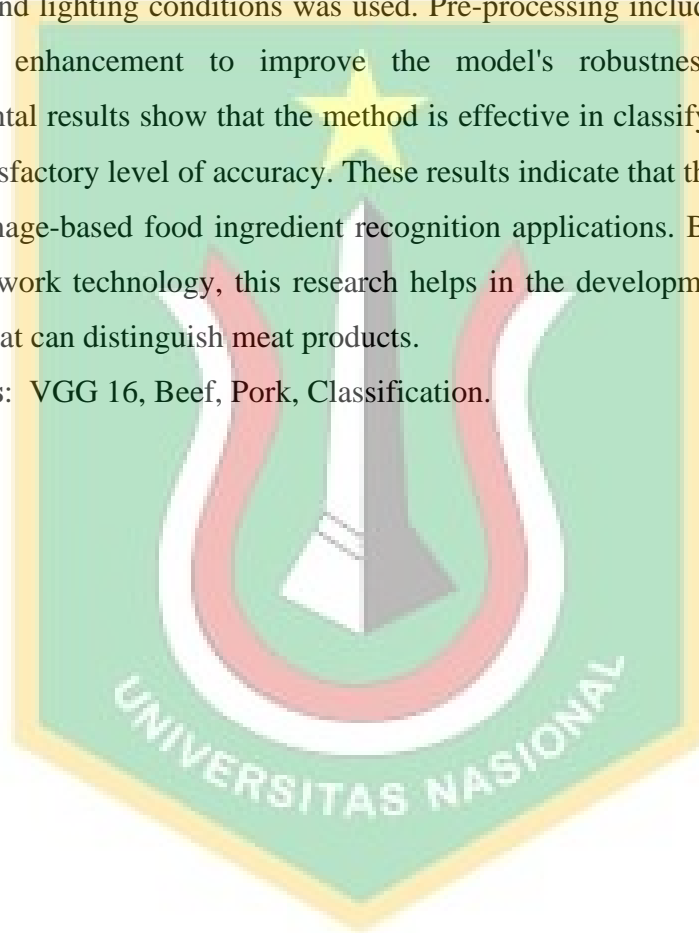 nd lighting conditions was used. Pre-processing includ
enhancement to improve the model's robustness
ntal results show that the method is effective in classify
sfactory level of accuracy. These results indicate that th
nage-based food ingredient recognition applications. B
work technology, this research helps in the developm
at can distinguish meat products.
s: VGG 16, Beef, Pork, Classification.
UNIVERSITAS NASIONAL